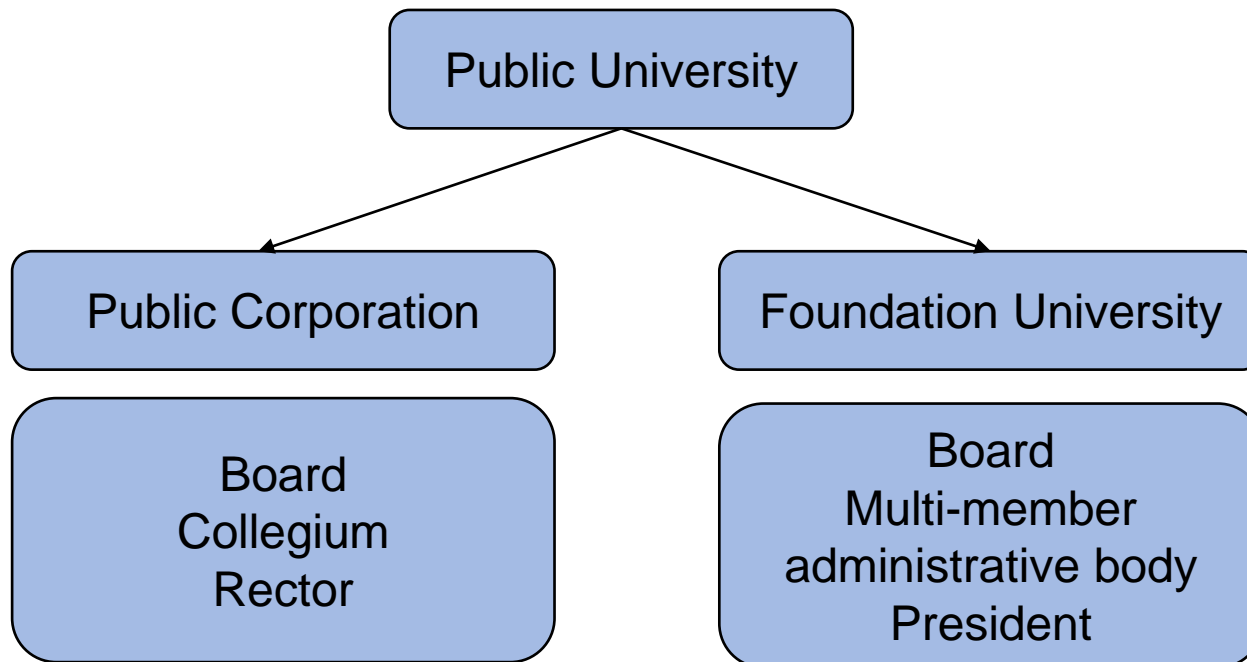 Public University
Public Corporation
Foundation University
Board
Collegium
Rector
Board
Multi-member
administrative body
President